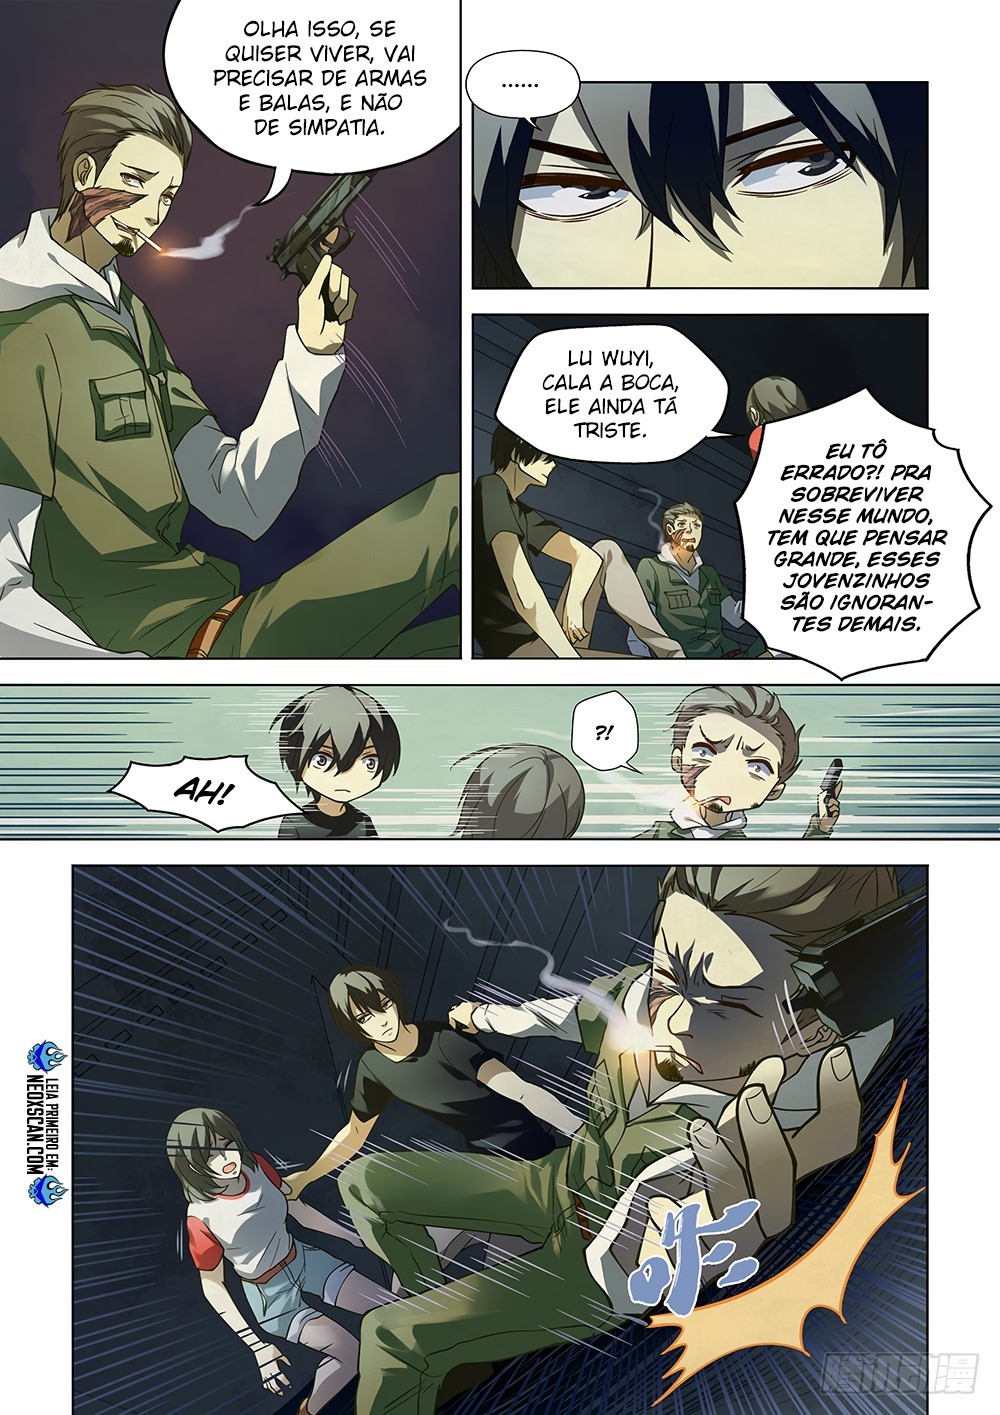 OLHA ISSO, SE
QUISER VIVER, VAI
PRECISAR DE ARMAS
E BALAS, E NÃO
DE SIMPATIA.
......
LU WUYI,
CALA A BOCA,
ELE AINDA TÁ
TRISTE.
EU TÔ
ERRADO?! PRA
SOBREVIVER
NESSE MUNDO,
TEM QUE PENSAR
GRANDE, ESSES
JOVENZINHOS
SÃO IGNORAN-
TES DEMAIS.
AH!
?!
LEIA PRIMEIRO EM:
NEOXSCAN.COM
咔